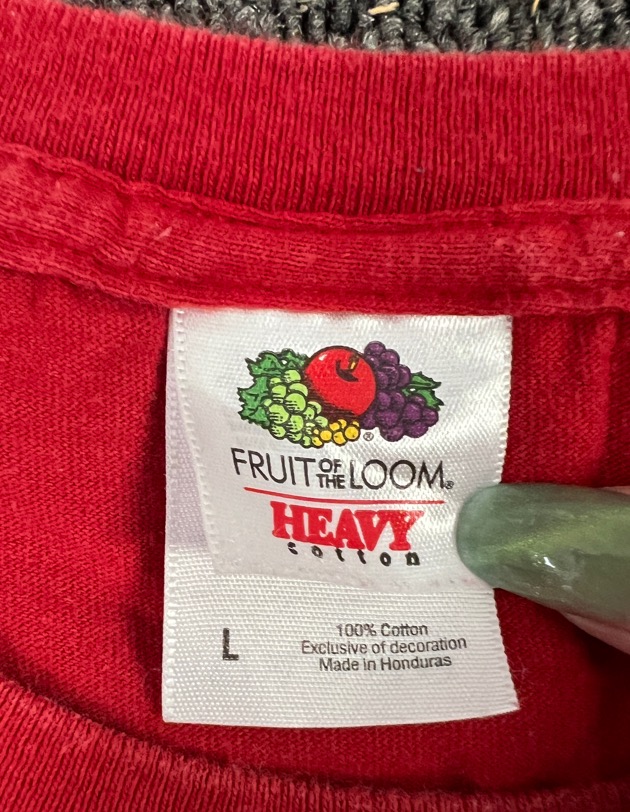 ®
FRUIT OF THE LOOM®
HEAVY
cotton
L
100% Cotton
Exclusive of decoration
Made in Honduras